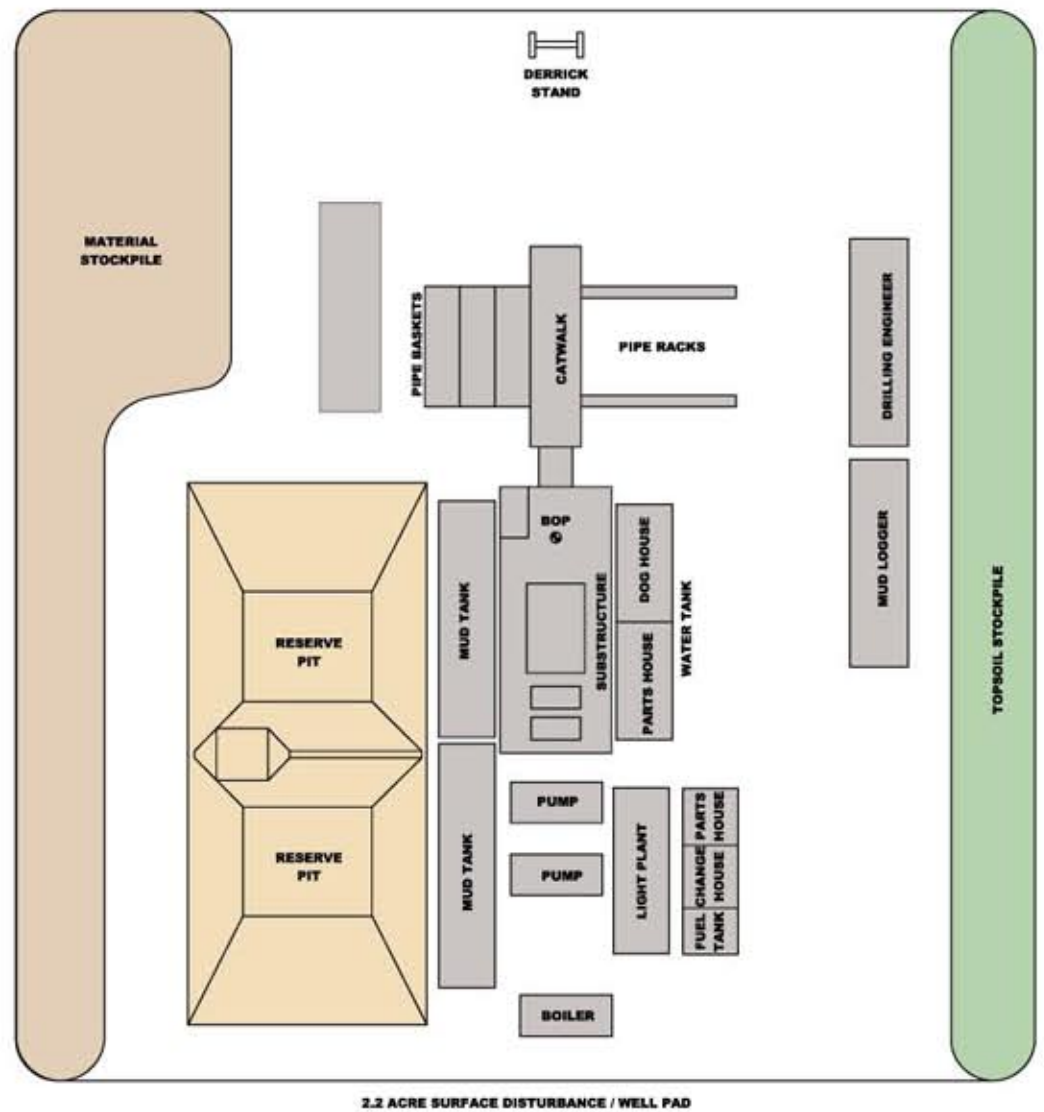 DERRICK
STAND
MATERIAL
STOCKPILE
PIPE BASKETS
CATWALK
PIPE RACKS
DRILLING ENGINEER
MUD LOGGER
TOPSOIL STOCKPILE
BOP
SUBSTRUCTURE
DOG HOUSE
PARTS HOUSE
WATER TANK
MUD TANK
RESERVE
PIT
RESERVE
PIT
MUD TANK
PUMP
PUMP
LIGHT PLANT
PARTS
HOUSE
CHANGE
HOUSE
FUEL
TANK
BOILER
2.2 ACRE SURFACE DISTURBANCE / WELL PAD